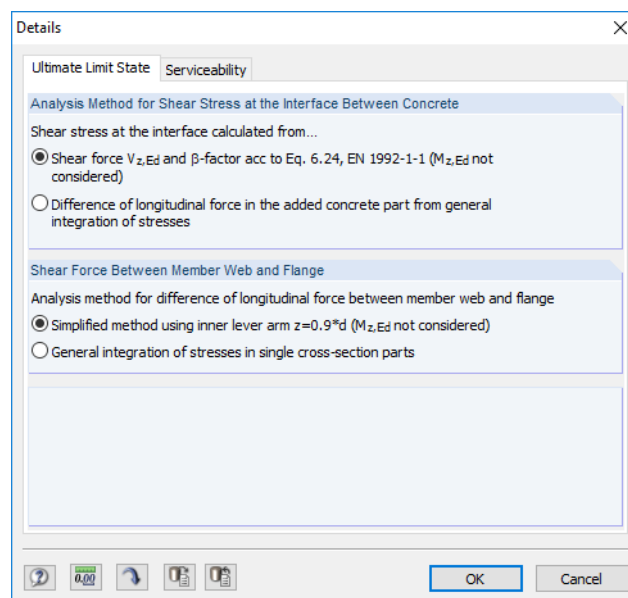 Details
Ultimate Limit State
Serviceability
Analysis Method for Shear Stress at the Interface Between Concrete
Shear stress at the interface calculated from...
Shear force Vz,Ed and β-factor acc to Eq. 6.24, EN 1992-1-1 (Mz,Ed not
considered)
Difference of longitudinal force in the added concrete part from general
integration of stresses
Shear Force Between Member Web and Flange
Analysis method for difference of longitudinal force between member web and flange
Simplified method using inner lever arm z=0.9*d (Mz,Ed not considered)
General integration of stresses in single cross-section parts
0.00
OK
Cancel